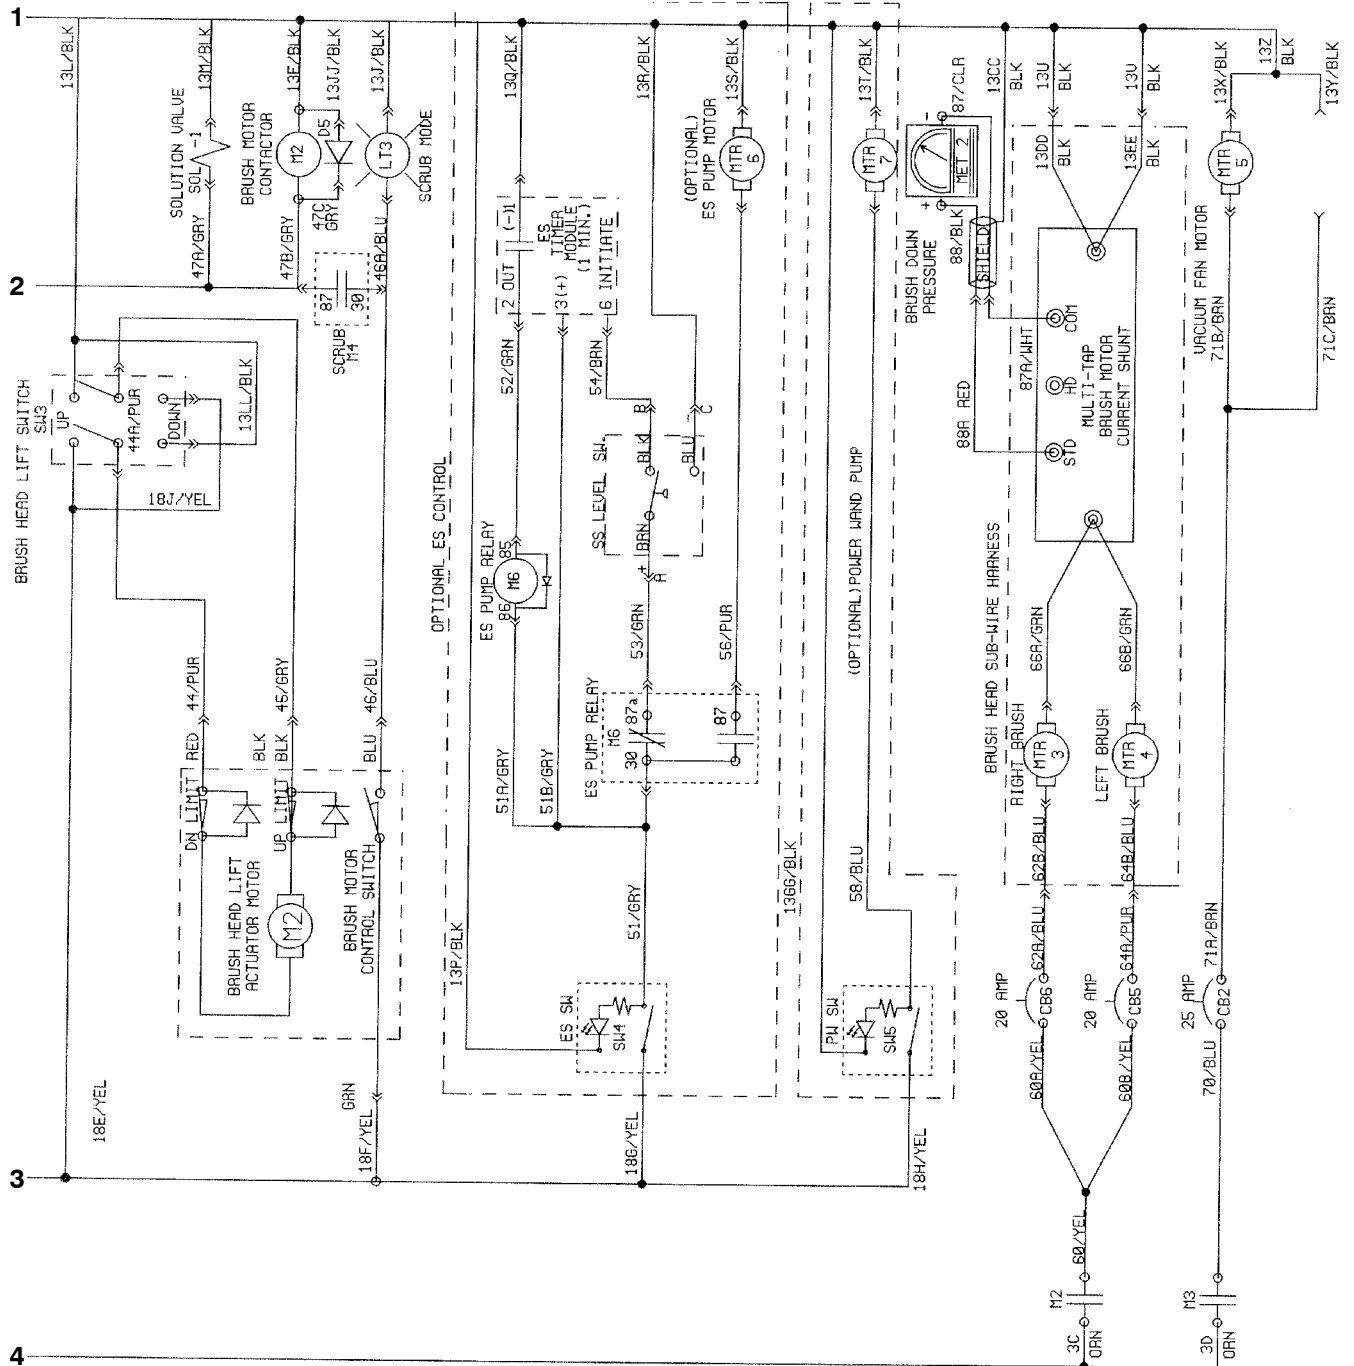 1
2
3
4
13L/BLK
13M/BLK
13E/BLK
13JJ/BLK
13J/BLK
13Q/BLK
13R/BLK
13S/BLK
13T/BLK
87/CLR
13CC
BLK
13U
BLK
13V
BLK
13X/BLK
13Z
BLK
13Y/BLK
SOLUTION VALVE
SOL -1
BRUSH MOTOR
CONTACTOR
M2
D5
LT3
SCRUB MODE
47A/GRY
47B/GRY
47C
GRY
46A/BLU
87
30
SCRUB
M4
(OPTIONAL)
ES PUMP MOTOR
MTR
6
MTR
7
MET 2
-
+
88/BLK
SHIELD
BRUSH DOWN
PRESSURE
13DD
BLK
13EE
BLK
MTR
5
VACUUM FAN MOTOR
71B/BRN
71C/BRN
(-)1
ES
TIMER
MODULE
(1 MIN.)
2 OUT
3(+)
6 INITIATE
52/GRN
54/BRN
BRUSH HEAD LIFT SWITCH
SW3
UP
44A/PUR
DOWN
13LL/BLK
18J/YEL
OPTIONAL ES CONTROL
SS LEVEL SW.
B
C
BLK
BLU
BRN
+
A
87A/WHT
88A RED
COM
HD
STD
MULTI-TAP
BRUSH MOTOR
CURRENT SHUNT
ES PUMP RELAY
85
M6
86
53/GRN
56/PUR
(OPTIONAL)POWER WAND PUMP
BRUSH HEAD SUB-WIRE HARNESS
66A/GRN
66B/GRN
RIGHT BRUSH
MTR
3
LEFT BRUSH
MTR
4
44/PUR
45/GRY
46/BLU
RED
BLK
BLK
BLU
DN LIMIT
UP LIMIT
BRUSH HEAD LIFT
ACTUATOR MOTOR
M2
BRUSH MOTOR
CONTROL SWITCH
ES PUMP RELAY
M6
87a
30
87
51A/GRY
51B/GRY
51/GRY
13GG/BLK
58/BLU
13P/BLK
62B/BLU
64B/BLU
62A/BLU
64A/PUR
71A/BRN
20 AMP
CB6
20 AMP
CB5
25 AMP
CB2
60A/YEL
60B/YEL
70/BLU
ES SW
SW4
PW SW
SW5
18E/YEL
GRN
18F/YEL
18G/YEL
18H/YEL
60/YEL
M2
3C
ORN
M3
3D
ORN